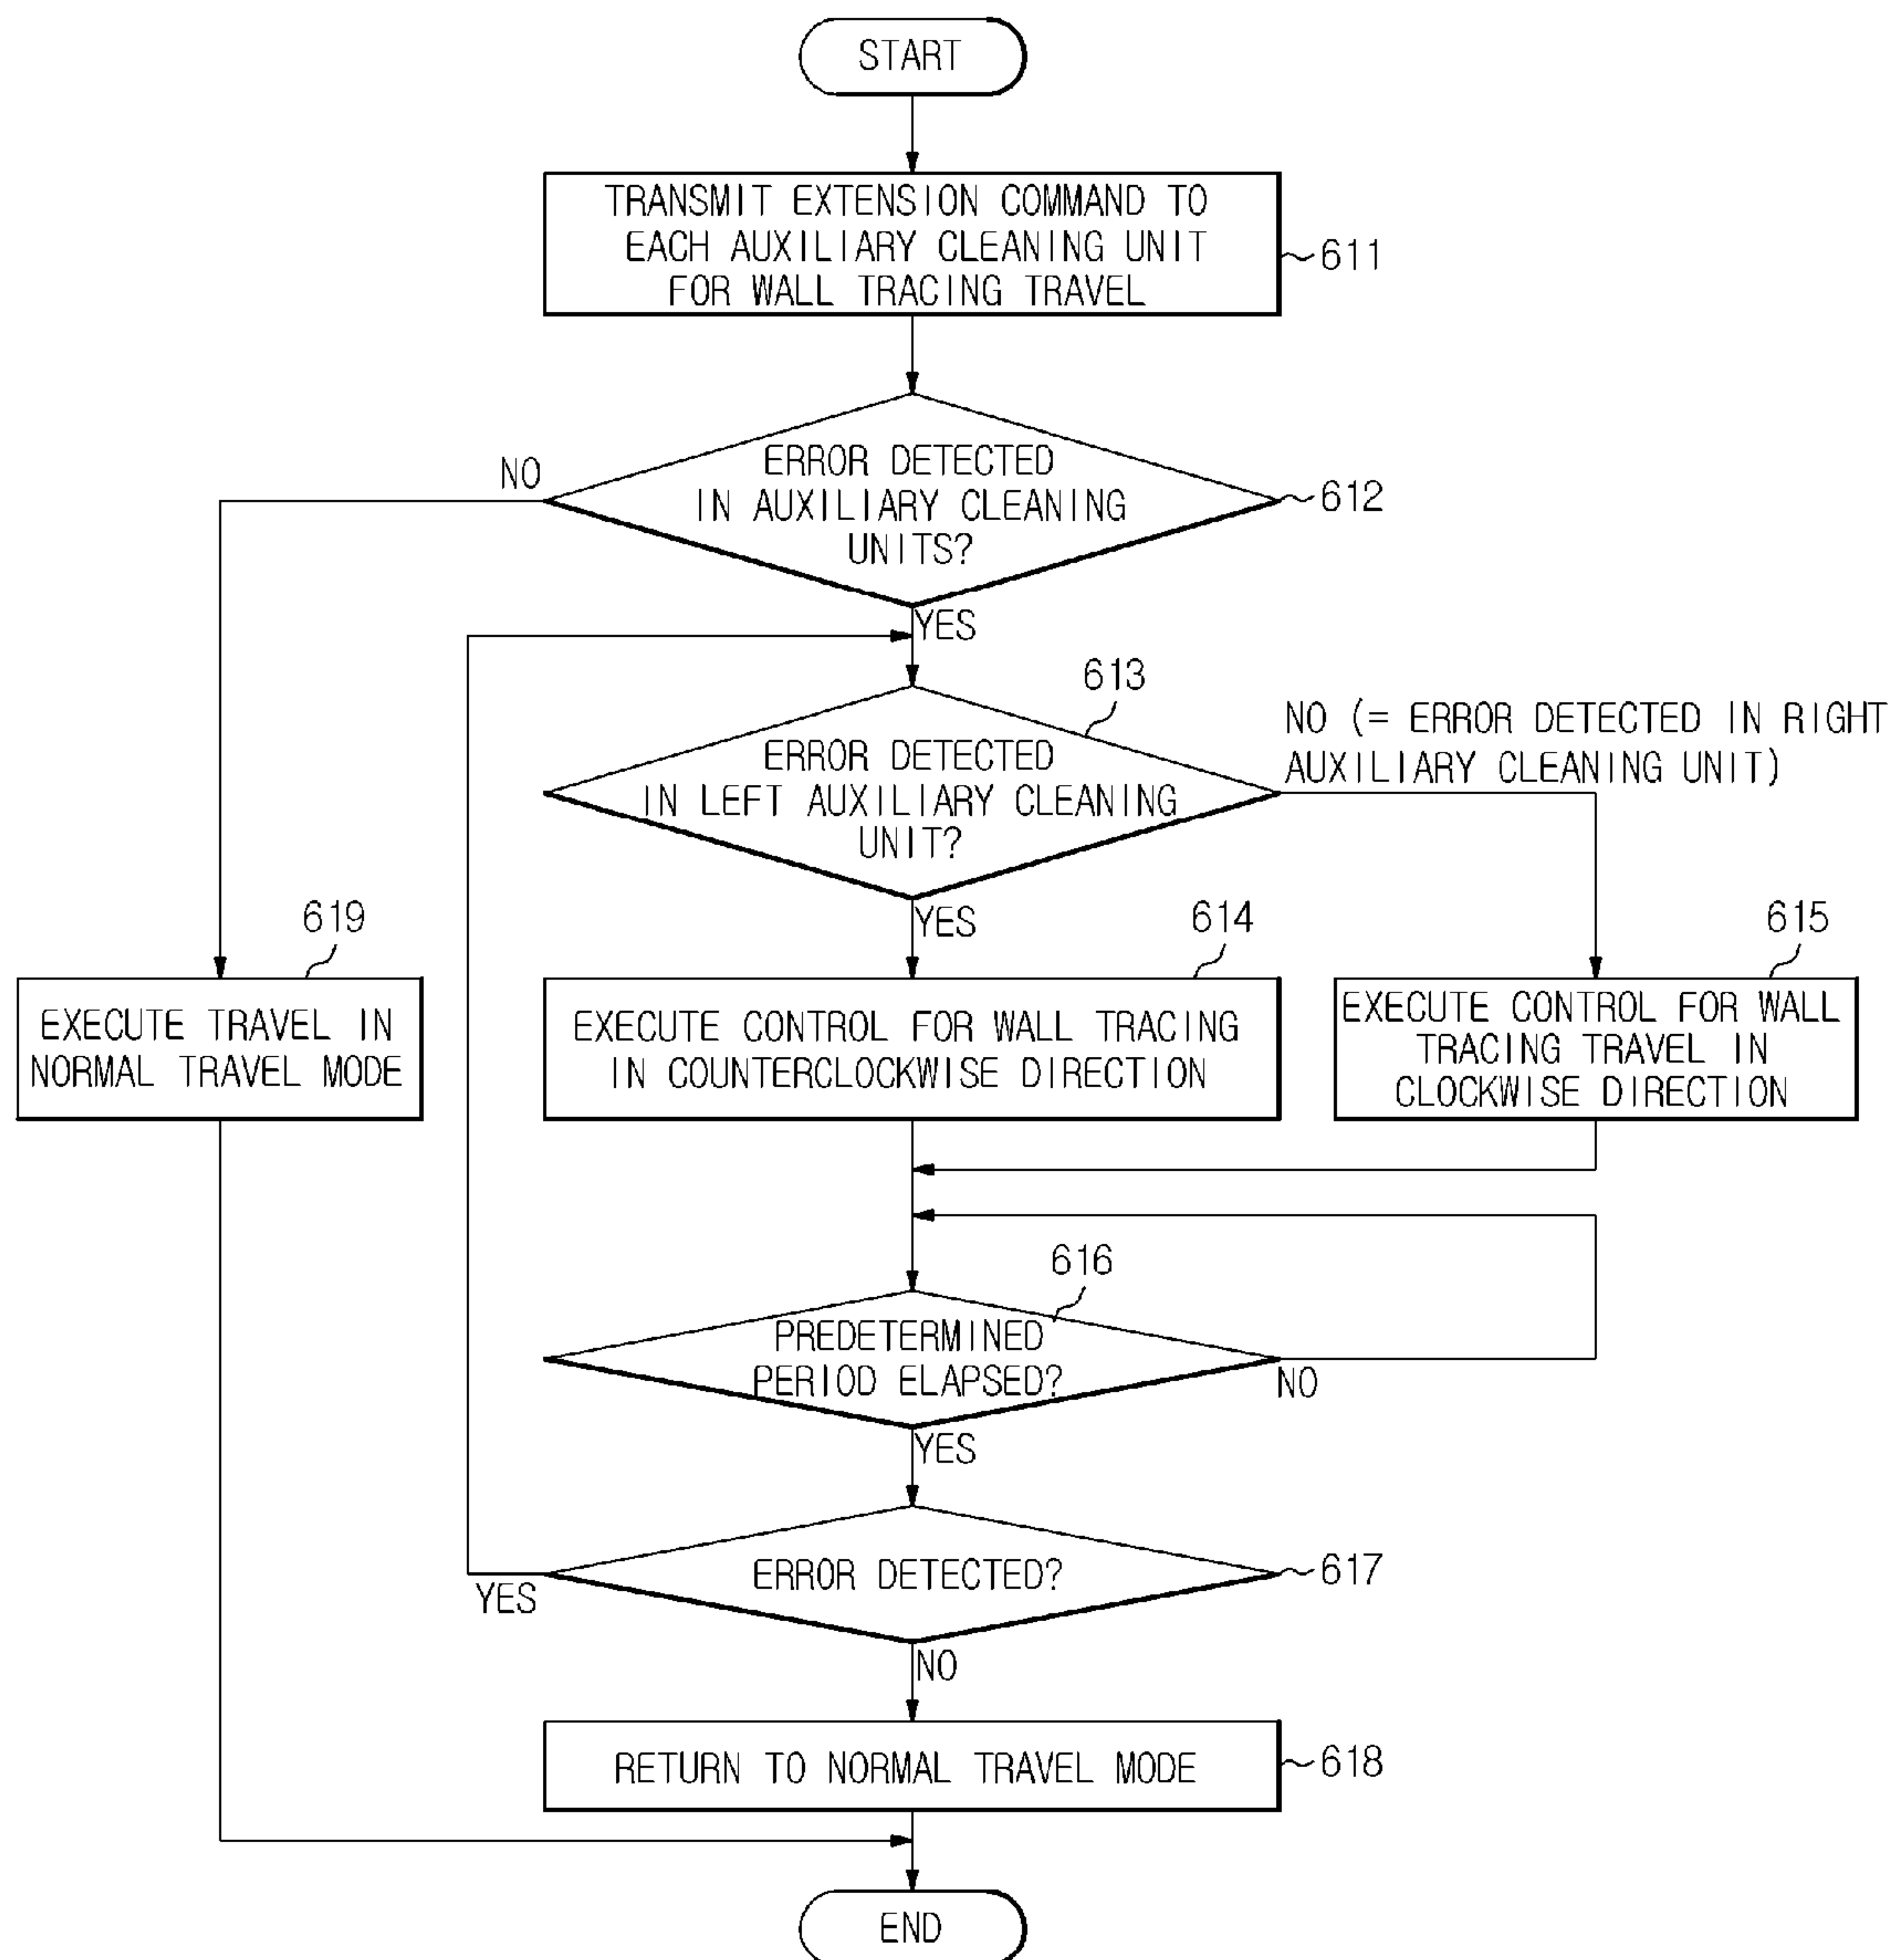 START
TRANSMIT EXTENSION COMMAND TO
EACH AUXILIARY CLEANING UNIT
FOR WALL TRACING TRAVEL
611
ERROR DETECTED
IN AUXILIARY CLEANING
UNITS?
612
NO
YES
613
ERROR DETECTED
IN LEFT AUXILIARY CLEANING
UNIT?
NO (= ERROR DETECTED IN RIGHT
AUXILIARY CLEANING UNIT)
YES
619
EXECUTE TRAVEL IN
NORMAL TRAVEL MODE
614
EXECUTE CONTROL FOR WALL TRACING
IN COUNTERCLOCKWISE DIRECTION
615
EXECUTE CONTROL FOR WALL
TRACING TRAVEL IN
CLOCKWISE DIRECTION
616
PREDETERMINED
PERIOD ELAPSED?
NO
YES
ERROR DETECTED?
617
YES
NO
RETURN TO NORMAL TRAVEL MODE
618
END